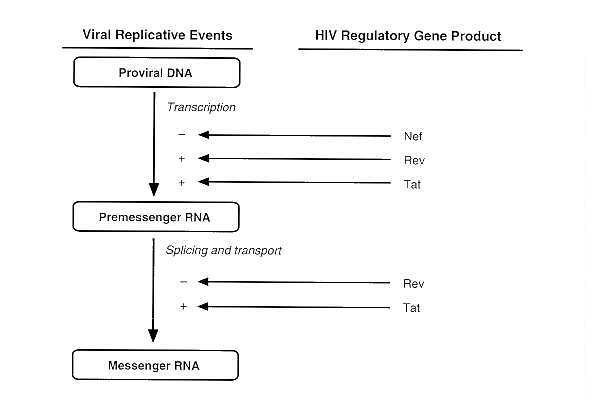 Viral Replicative Events HIV Regulatory Gene Product
Proviral DNA
Transcription
− Nef
+ Rev
+ Tat
Premessenger RNA
Splicing and transport
− Rev
+ Tat
Messenger RNA